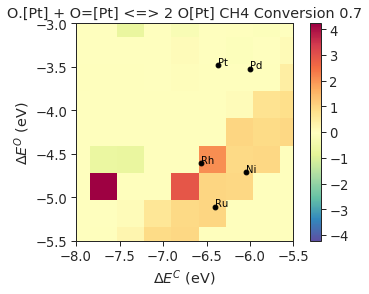 O.[Pt] + O=[Pt] <=> 2 O[Pt] CH4 Conversion 0.7
−3.0
−3.5
−4.0
−4.5
−5.0
−5.5
ΔE^O (eV)
Pt
Pd
Rh
Ni
Ru
−8.0
−7.5
−7.0
−6.5
−6.0
−5.5
ΔE^C (eV)
4
3
2
1
0
−1
−2
−3
−4